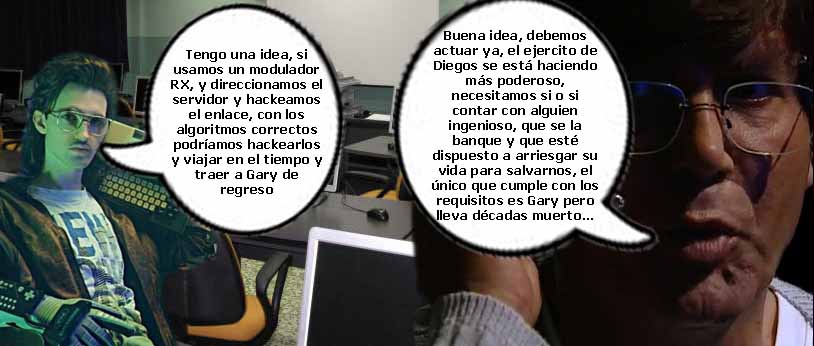 Tengo una idea, si
usamos un modulador
RX, y direccionamos el
servidor y hackeamos
el enlace, con los
algoritmos correctos
podríamos hackearlos
y viajar en el tiempo y
traer a Gary de
regreso
Buena idea, debemos
actuar ya, el ejercito de
Diegos se está haciendo
más poderoso,
necesitamos si o si
contar con alguien
ingenioso, que se la
banque y que esté
dispuesto a arriesgar su
vida para salvarnos, el
único que cumple con los
requisitos es Gary pero
lleva décadas muerto...